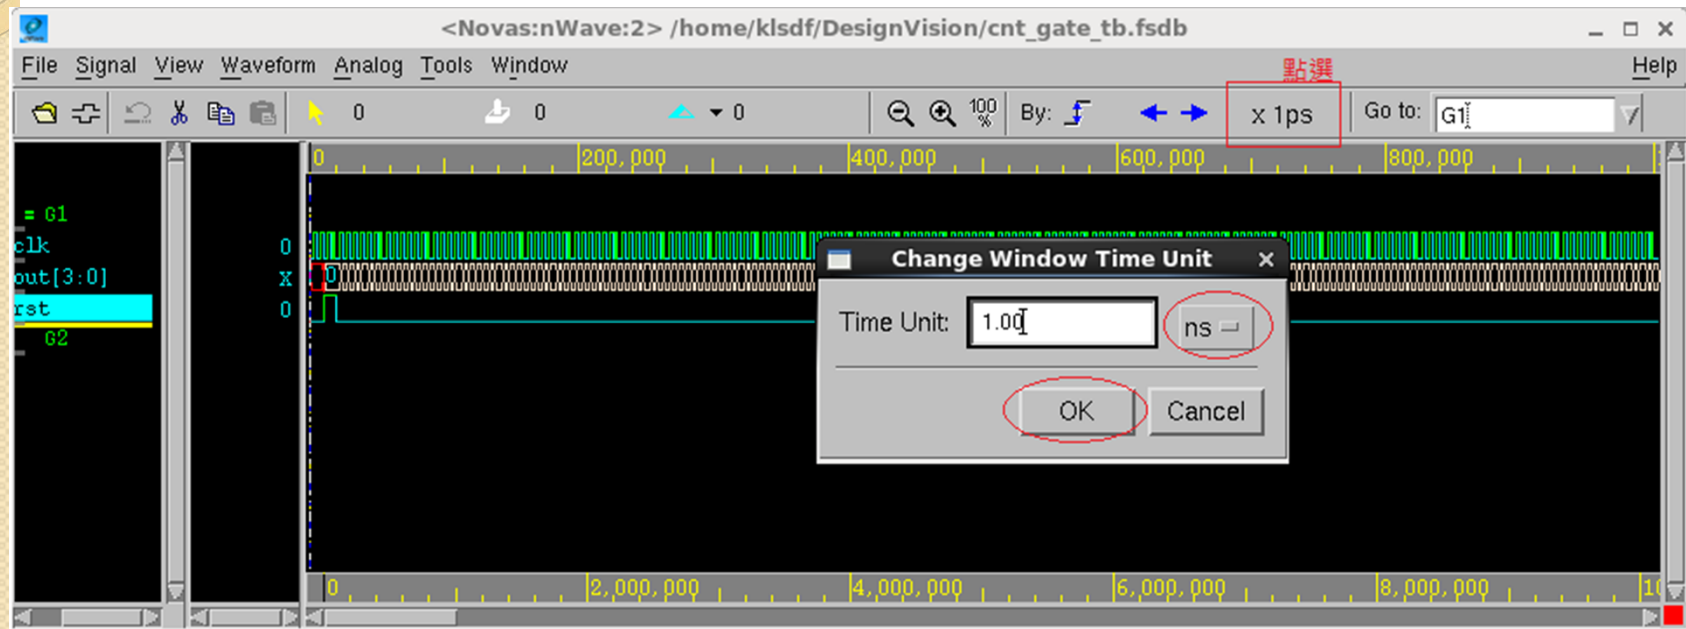 <Novas:nWave:2> /home/klsdf/DesignVision/cnt_gate_tb.fsdb
File Signal View Waveform Analog Tools Window
點選
Help
0 0 0 100 % By: x 1ps Go to: G1
0 200,000 400,000 600,000 800,000
= G1
clk 0
out[3:0] x 0
rst 0
G2
Change Window Time Unit
Time Unit: 1.00 ns
OK Cancel
0 2,000,000 4,000,000 6,000,000 8,000,000